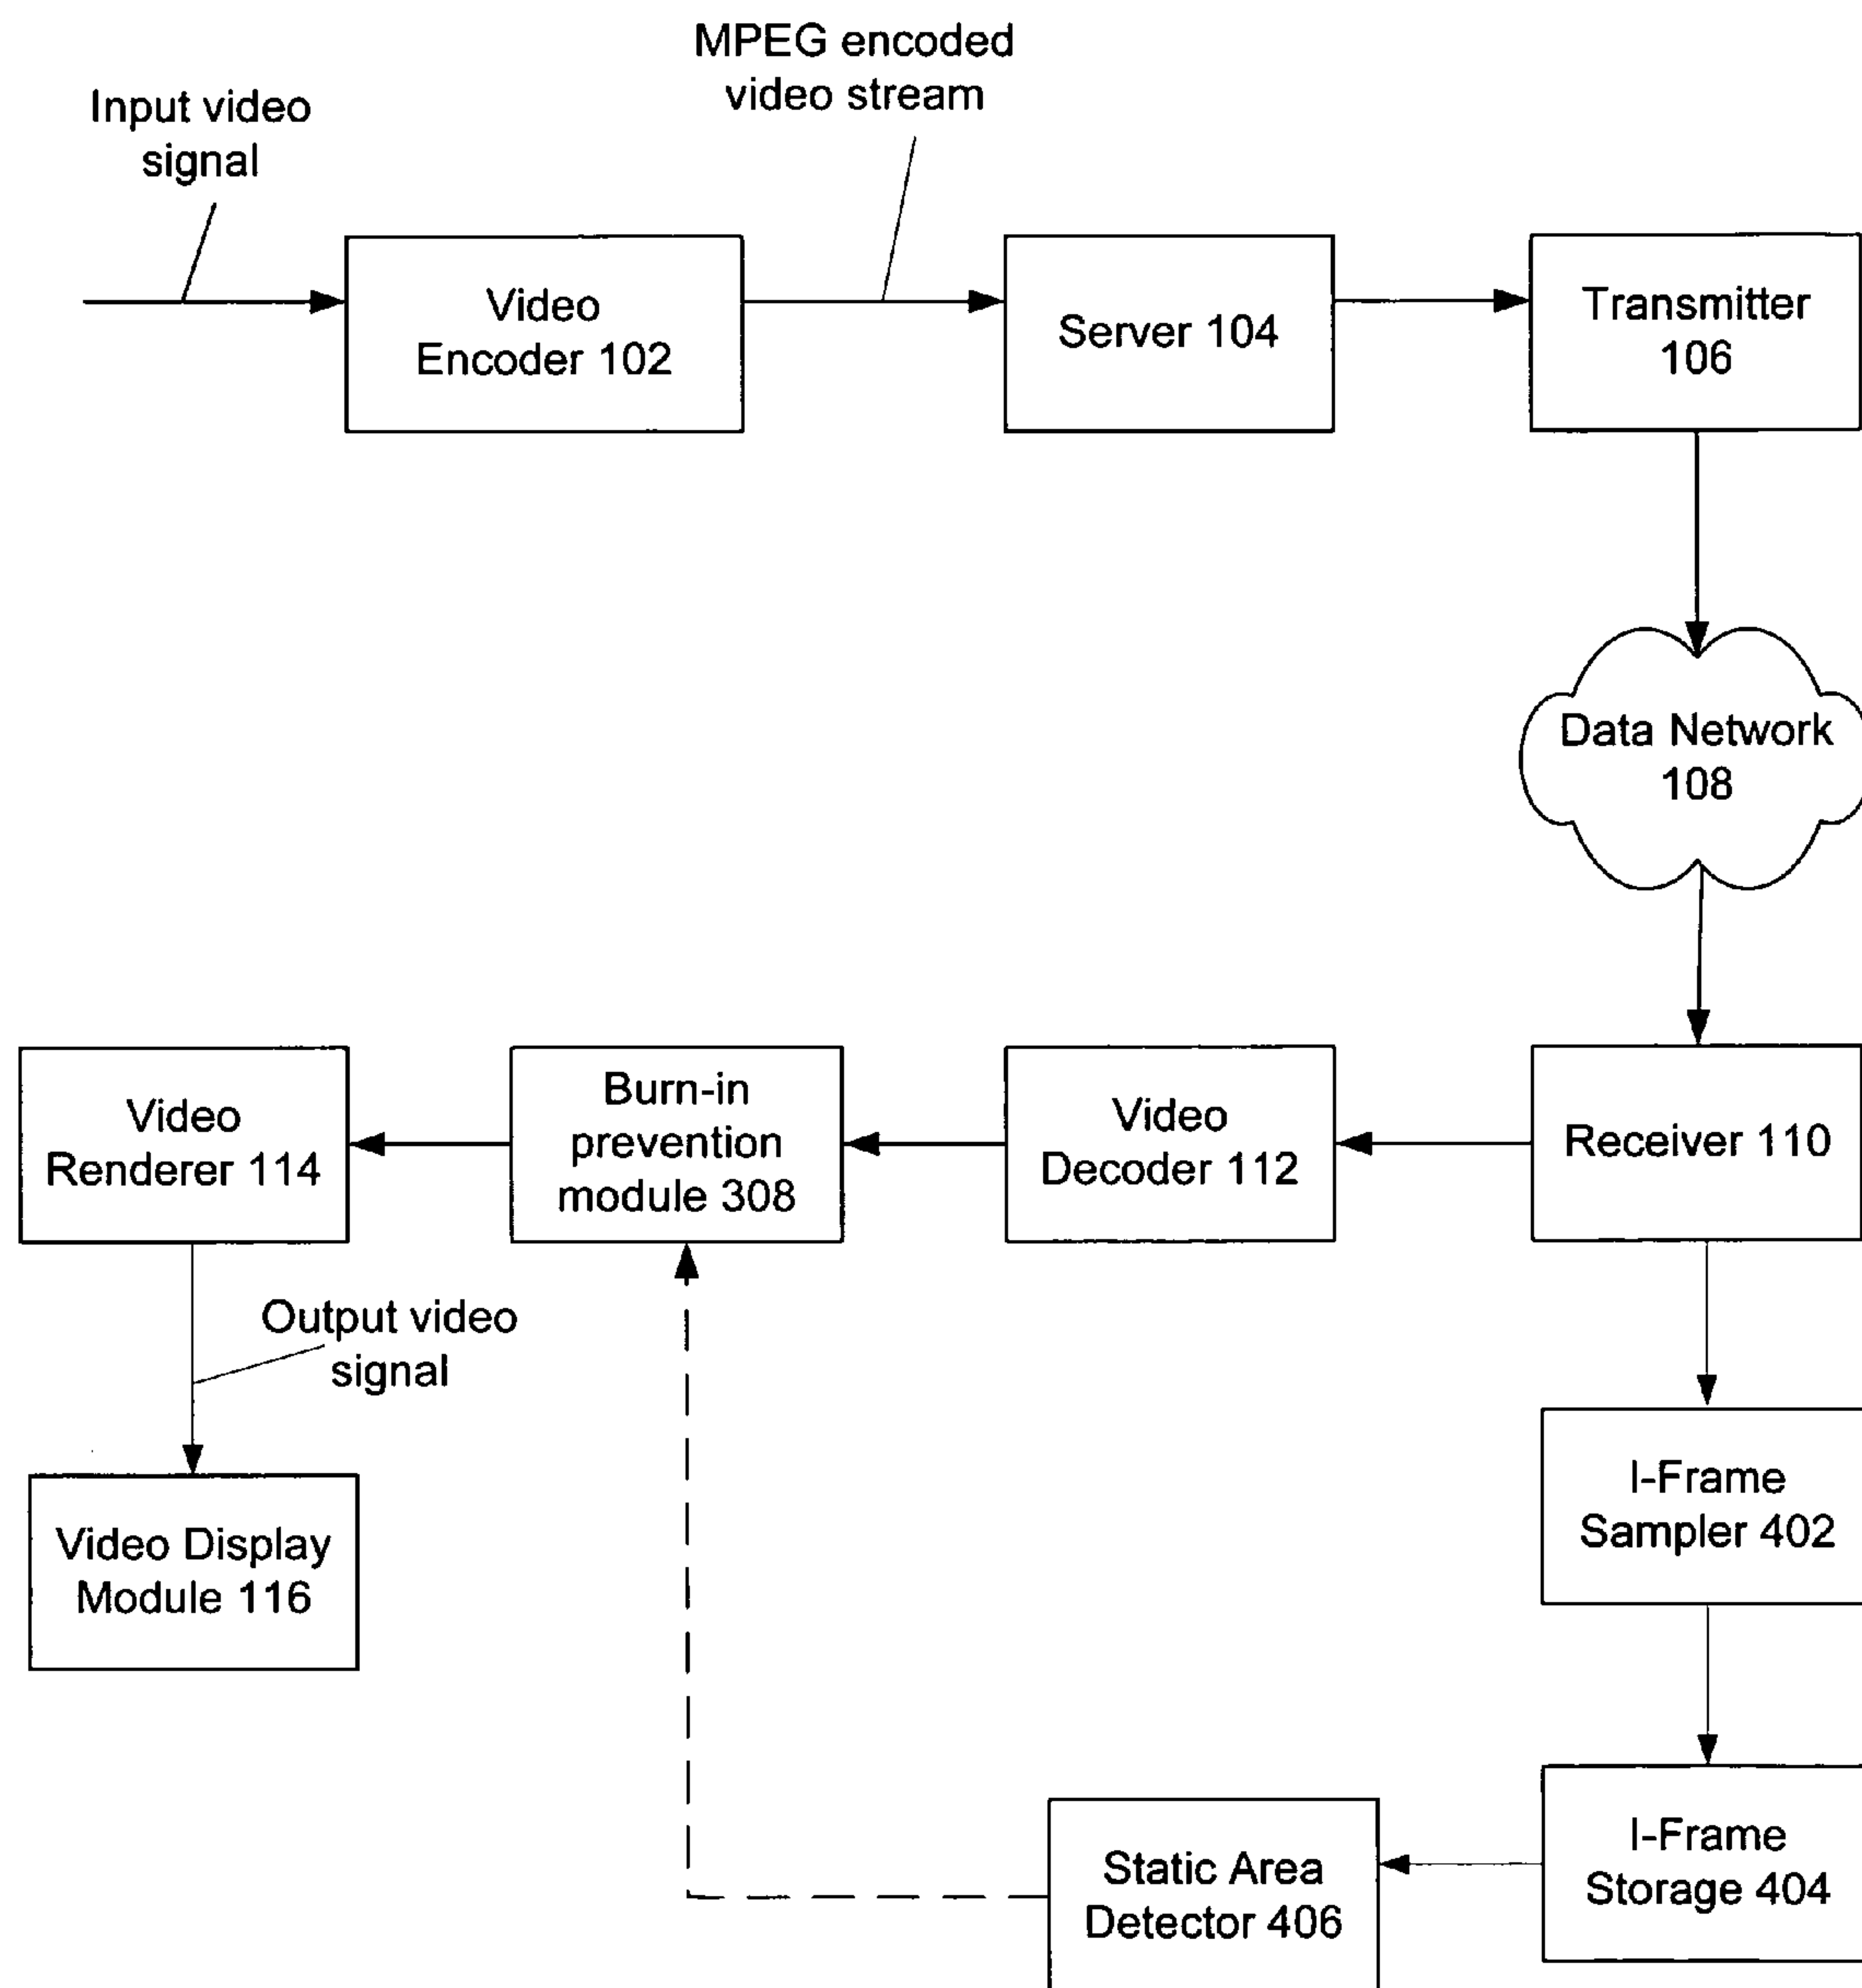 MPEG encoded
video stream
Input video
signal
Video
Encoder 102
Server 104
Transmitter
106
Data Network
108
Video
Renderer 114
Burn-in
prevention
module 308
Video
Decoder 112
Receiver 110
Output video
signal
I-Frame
Sampler 402
Video Display
Module 116
Static Area
Detector 406
I-Frame
Storage 404